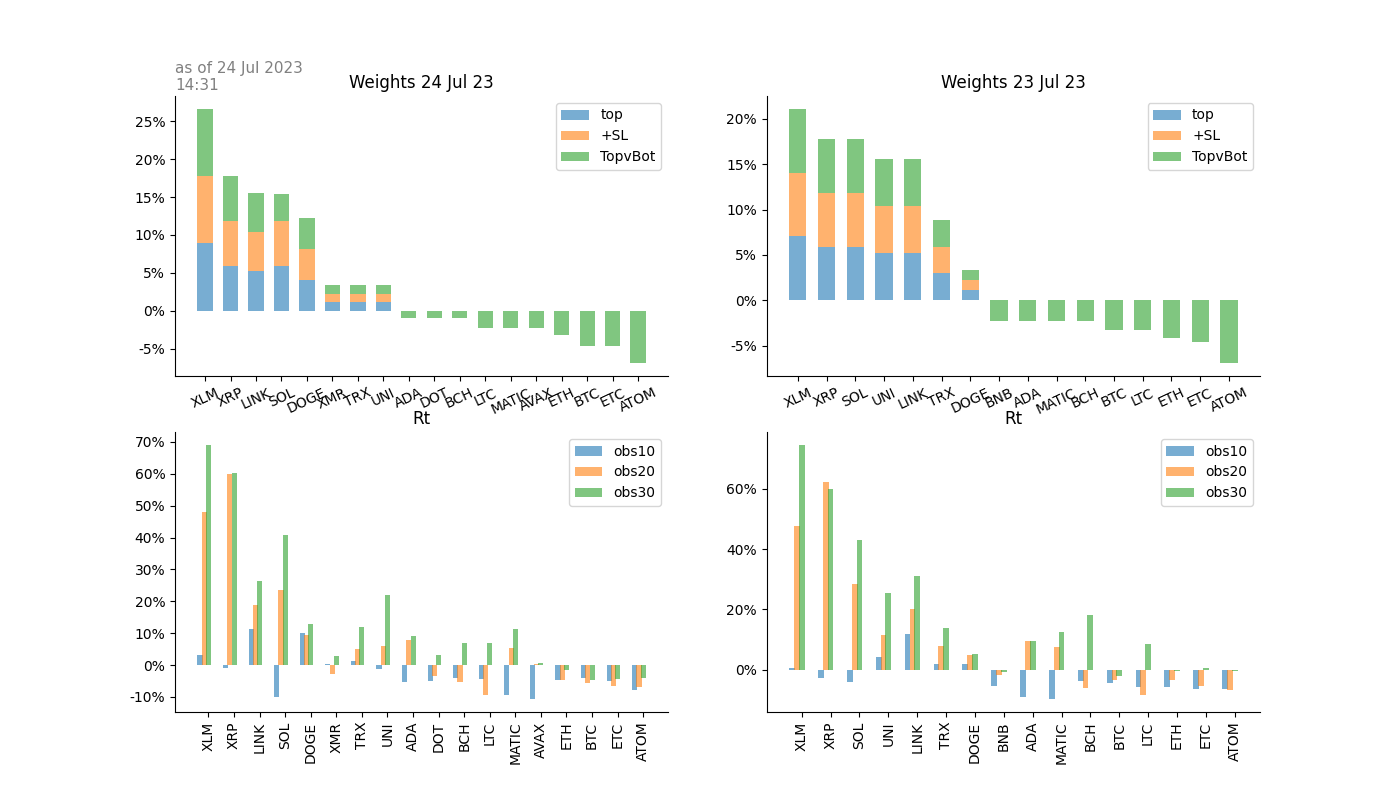 as of 24 Jul 2023
14:31
Weights 24 Jul 23
25%
20%
15%
10%
5%
0%
-5%
top
+SL
TopvBot
XLM XRP LINK SOL DOGE XMR TRX UNI ADA DOT BCH LTC MATIC AVAX ETH BTC ETC ATOM
Weights 23 Jul 23
20%
15%
10%
5%
0%
-5%
top
+SL
TopvBot
XLM XRP SOL UNI LINK TRX DOGE BNB ADA MATIC BCH BTC LTC ETH ETC ATOM
Rt
70%
60%
50%
40%
30%
20%
10%
0%
-10%
obs10
obs20
obs30
XLM XRP LINK SOL DOGE XMR TRX UNI ADA DOT BCH LTC MATIC AVAX ETH BTC ETC ATOM
Rt
60%
40%
20%
0%
obs10
obs20
obs30
XLM XRP SOL UNI LINK TRX DOGE BNB ADA MATIC BCH BTC LTC ETH ETC ATOM